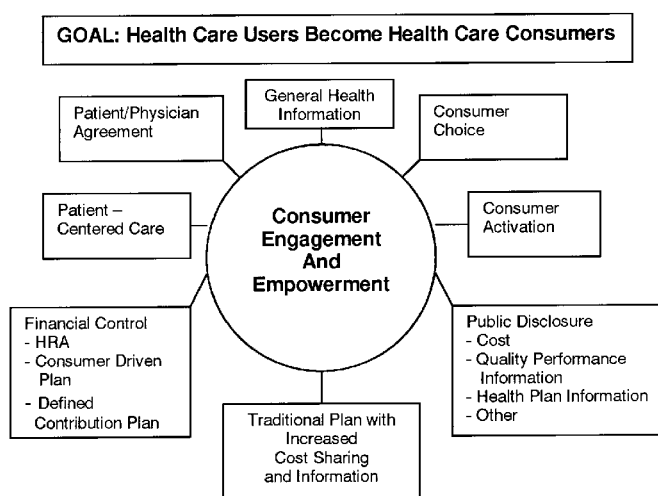 GOAL: Health Care Users Become Health Care Consumers
General Health
Information
Patient/Physician
Agreement
Consumer
Choice
Patient –
Centered Care
Consumer
Engagement
And
Empowerment
Consumer
Activation
Financial Control
- HRA
- Consumer Driven
Plan
- Defined
Contribution Plan
Public Disclosure
- Cost
- Quality Performance
Information
- Health Plan Information
- Other
Traditional Plan with
Increased
Cost Sharing
and Information